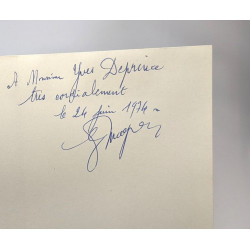 A Monsieur Yves Deprince
très cordialement
le 24 juin 1974